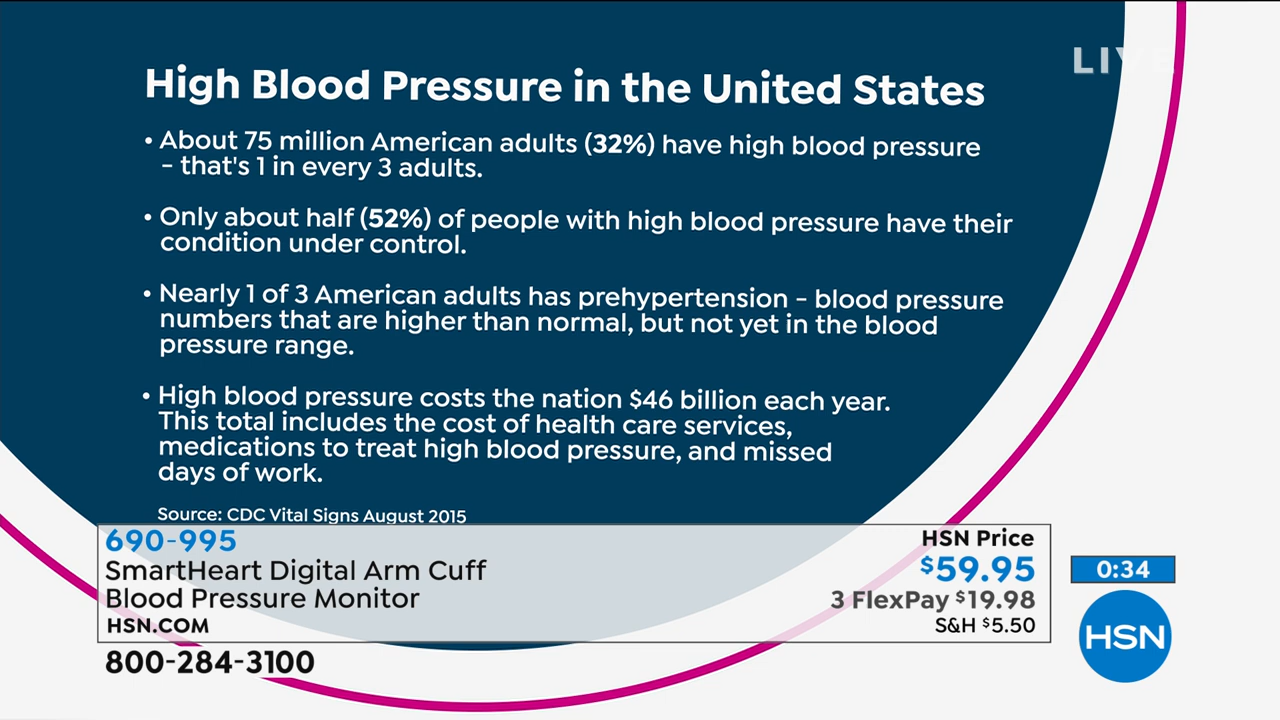 LIVE
High Blood Pressure in the United States
• About 75 million American adults (32%) have high blood pressure
– that's 1 in every 3 adults.
• Only about half (52%) of people with high blood pressure have their
condition under control.
• Nearly 1 of 3 American adults has prehypertension – blood pressure
numbers that are higher than normal, but not yet in the blood
pressure range.
• High blood pressure costs the nation $46 billion each year.
This total includes the cost of health care services,
medications to treat high blood pressure, and missed
days of work.
Source: CDC Vital Signs August 2015
690-995
SmartHeart Digital Arm Cuff
Blood Pressure Monitor
HSN.COM
800-284-3100
HSN Price
$59.95
3 FlexPay $19.98
S&H $5.50
0:34
HSN